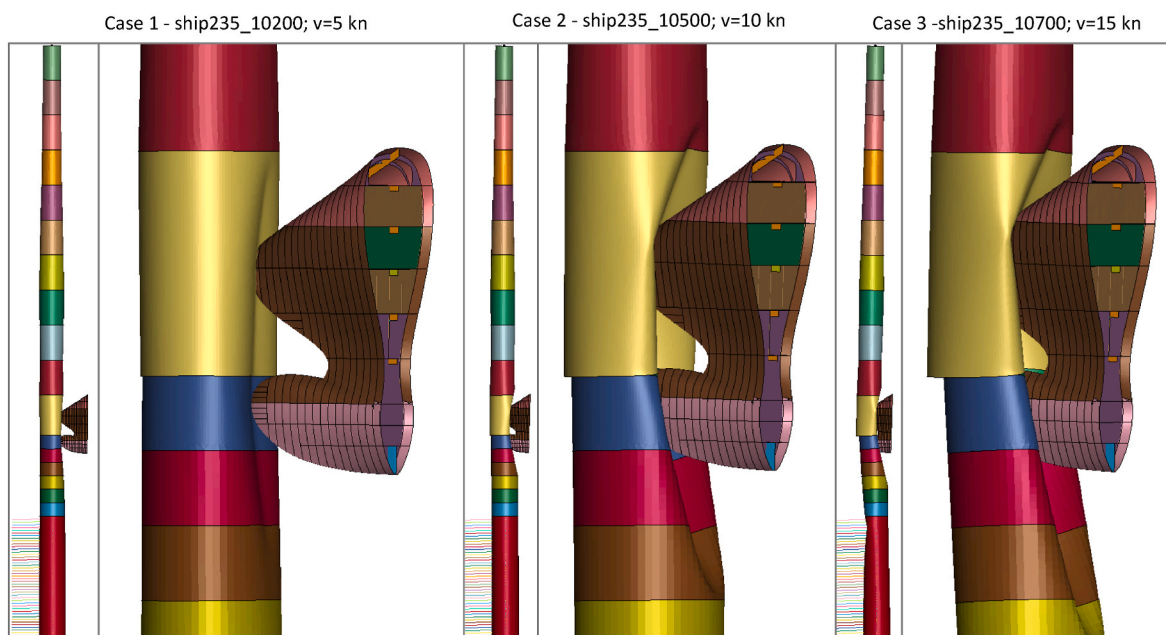 Case 1 - ship235_10200; v=5 kn
Case 2 - ship235_10500; v=10 kn
Case 3 -ship235_10700; v=15 kn